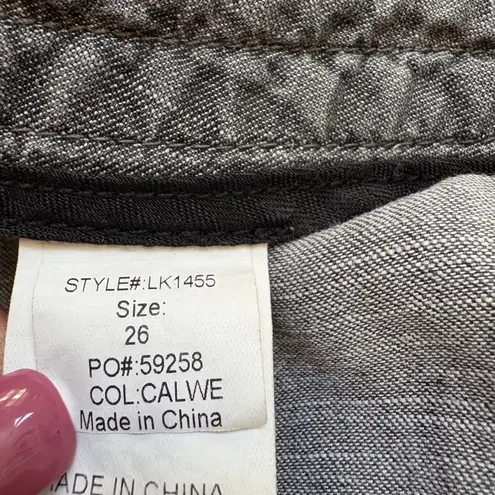 STYLE#:LK1455
Size:
26
PO#:59258
COL:CALWE
Made in China
MADE IN CHINA